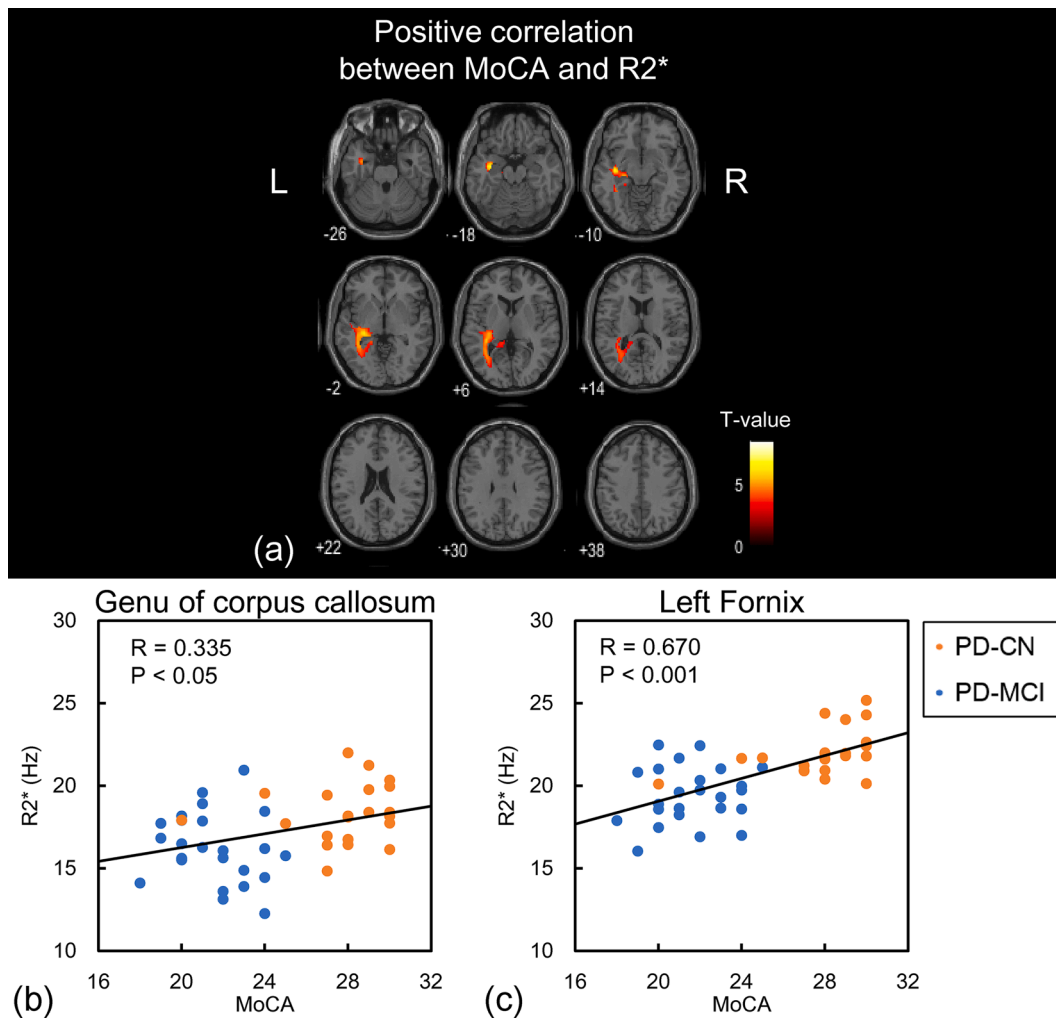 Positive correlation
between MoCA and R2*
L
R
-26
-18
-10
-2
+6
+14
T-value
5
0
+22
+30
+38
(a)
Genu of corpus callosum
R = 0.335
P < 0.05
30
25
20
15
10
R2* (Hz)
16
20
24
28
32
MoCA
(b)
Left Fornix
R = 0.670
P < 0.001
30
25
20
15
10
R2* (Hz)
16
20
24
28
32
MoCA
(c)
PD-CN
PD-MCI